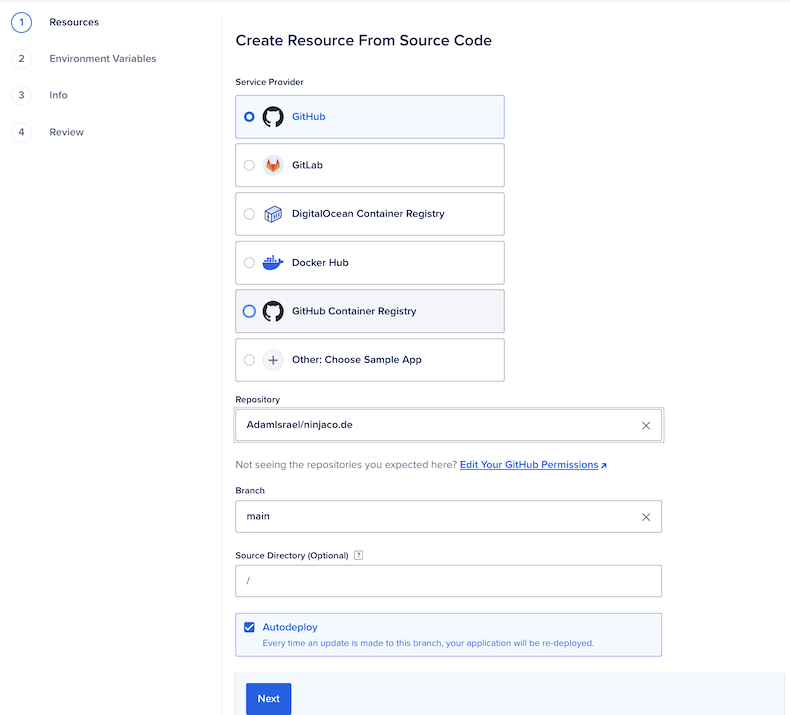 1 Resources
2 Environment Variables
3 Info
4 Review
Create Resource From Source Code
Service Provider
GitHub
GitLab
DigitalOcean Container Registry
Docker Hub
GitHub Container Registry
Other: Choose Sample App
Repository
AdamIsrael/ninjaco.de
Not seeing the repositories you expected here? Edit Your GitHub Permissions
Branch
main
Source Directory (Optional) ?
/
Autodeploy
Every time an update is made to this branch, your application will be re-deployed.
Next